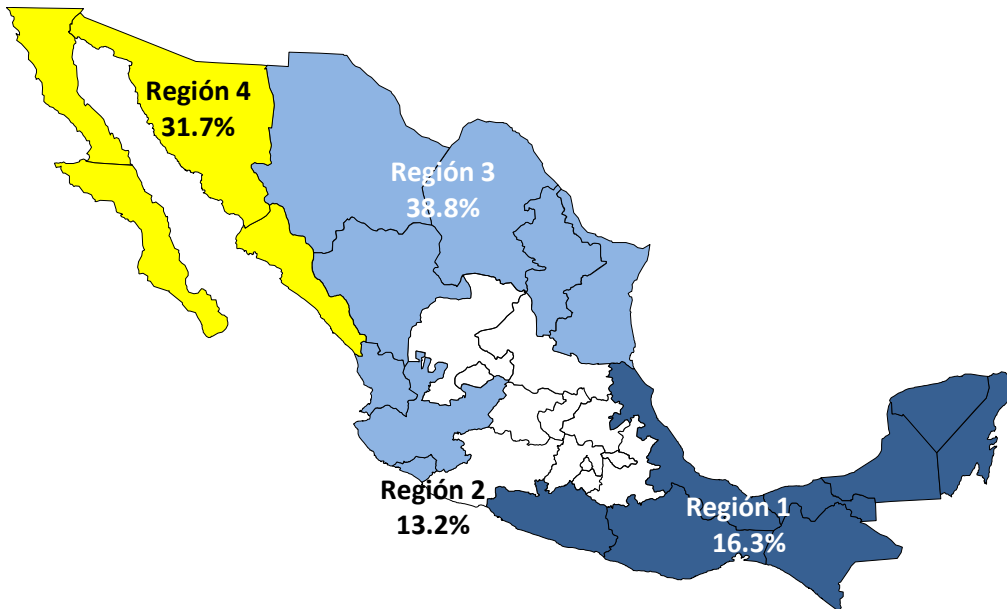 Región 4
31.7%
Región 3
38.8%
Región 2
13.2%
Región 1
16.3%